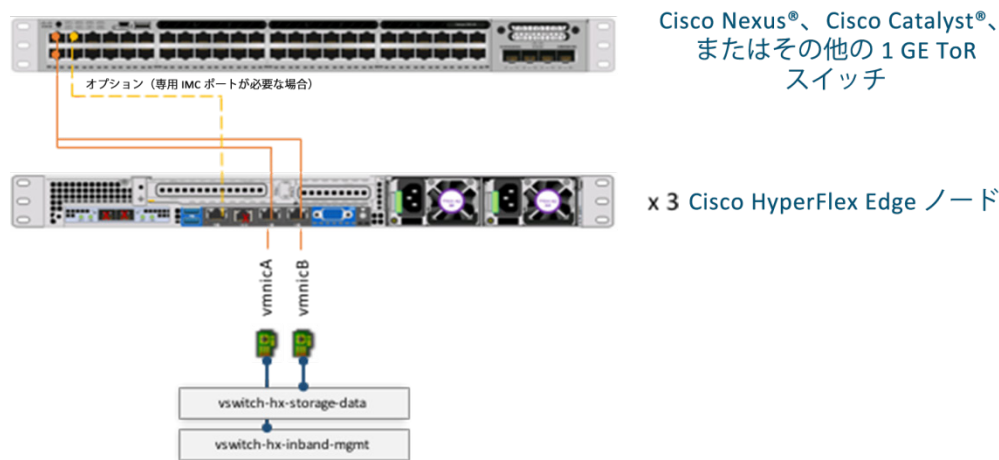 Cisco Nexus®、Cisco Catalyst®、
またはその他の 1 GE ToR
スイッチ
オプション（専用 IMC ポートが必要な場合）
x 3 Cisco HyperFlex Edge ノード
vmnicA
vmnicB
vswitch-hx-storage-data
vswitch-hx-inband-mgmt